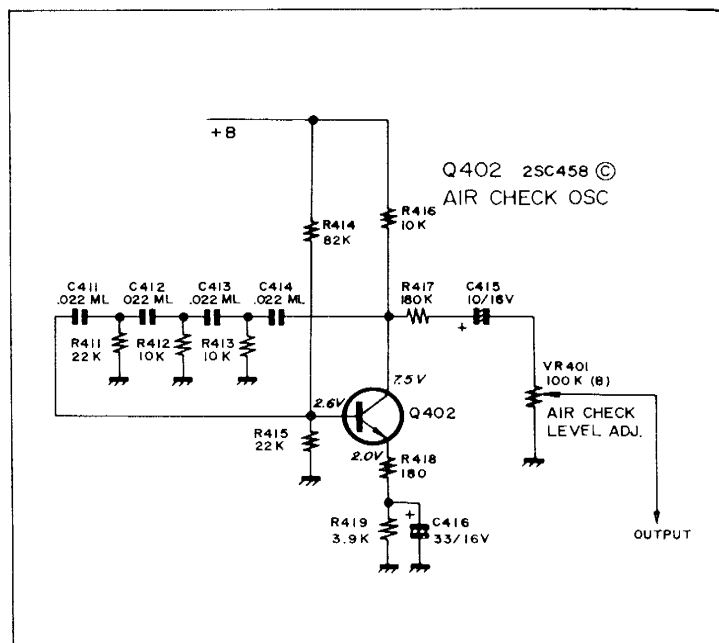 +B
Q402 2SC458 Ⓒ
AIR CHECK OSC
R414
82K
R416
10K
C411
.022 ML
C412
022 ML
C413
.022 ML
C414
.022 ML
R417
180K
C415
10/16V
+
R411
22K
R412
10K
R413
10K
VR401
100K (B)
AIR CHECK
LEVEL ADJ.
7.5V
2.6V
Q402
R415
22K
2.0V
R418
180
R419
3.9K
+
C416
33/16V
OUTPUT